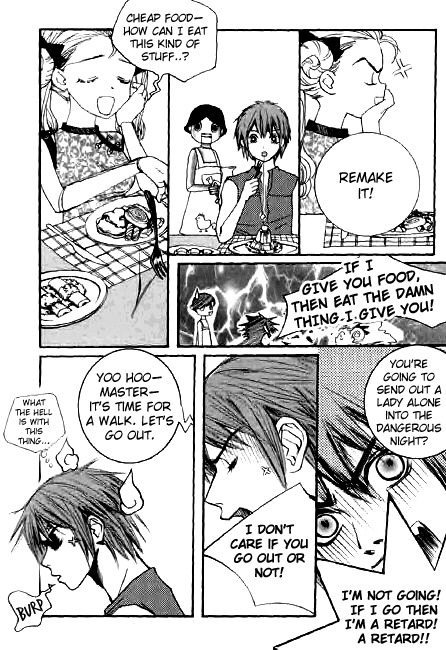 CHEAP FOOD—
HOW CAN I EAT
THIS KIND OF
STUFF..?
REMAKE
IT!
IF I
GIVE YOU FOOD,
THEN EAT THE DAMN
THING.I.GIVE YOU!
YOO HOO—
MASTER—
IT'S TIME FOR
A WALK. LET'S
GO OUT.
WHAT
THE HELL
IS WITH
THIS
THING...
BURP
YOU'RE
GOING TO
SEND OUT A
LADY ALONE
INTO THE
DANGEROUS
NIGHT?
I DON'T
CARE IF YOU
GO OUT OR
NOT!
I'M NOT GOING!
IF I GO THEN
I'M A RETARD!
A RETARD!!